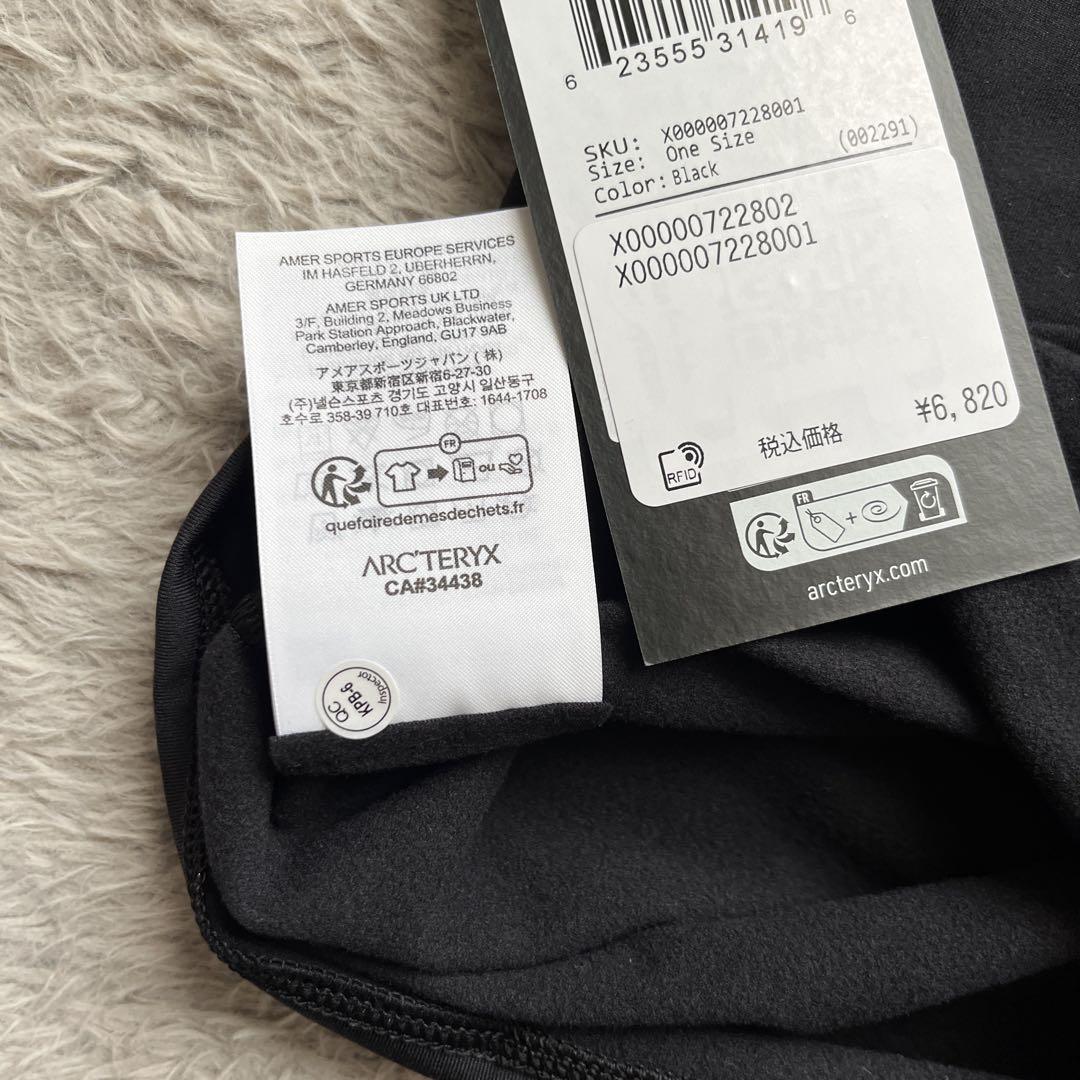 6 23555 31419 6
SKU: X000007228001
Size: One Size (002291)
Color: Black
X00000722802
X000007228001
¥6,820
税込価格
RFID
FR
+
arcteryx.com
AMER SPORTS EUROPE SERVICES
IM HASFELD 2, UBERHERRN,
GERMANY 66802
AMER SPORTS UK LTD
3/F, Building 2, Meadows Business
Park Station Approach, Blackwater,
Camberley, England, GU17 9AB
アメアスポーツジャパン ( 株)
東京都新宿区新宿6-27-30
(주)넬슨스포츠 경기도 고양시 일산동구
호수로 358-39 710호 대표번호: 1644-1708
FR
ou
quefairedemesdechets.fr
ARC'TERYX
CA#34438
QC
KPB-6
Inspector